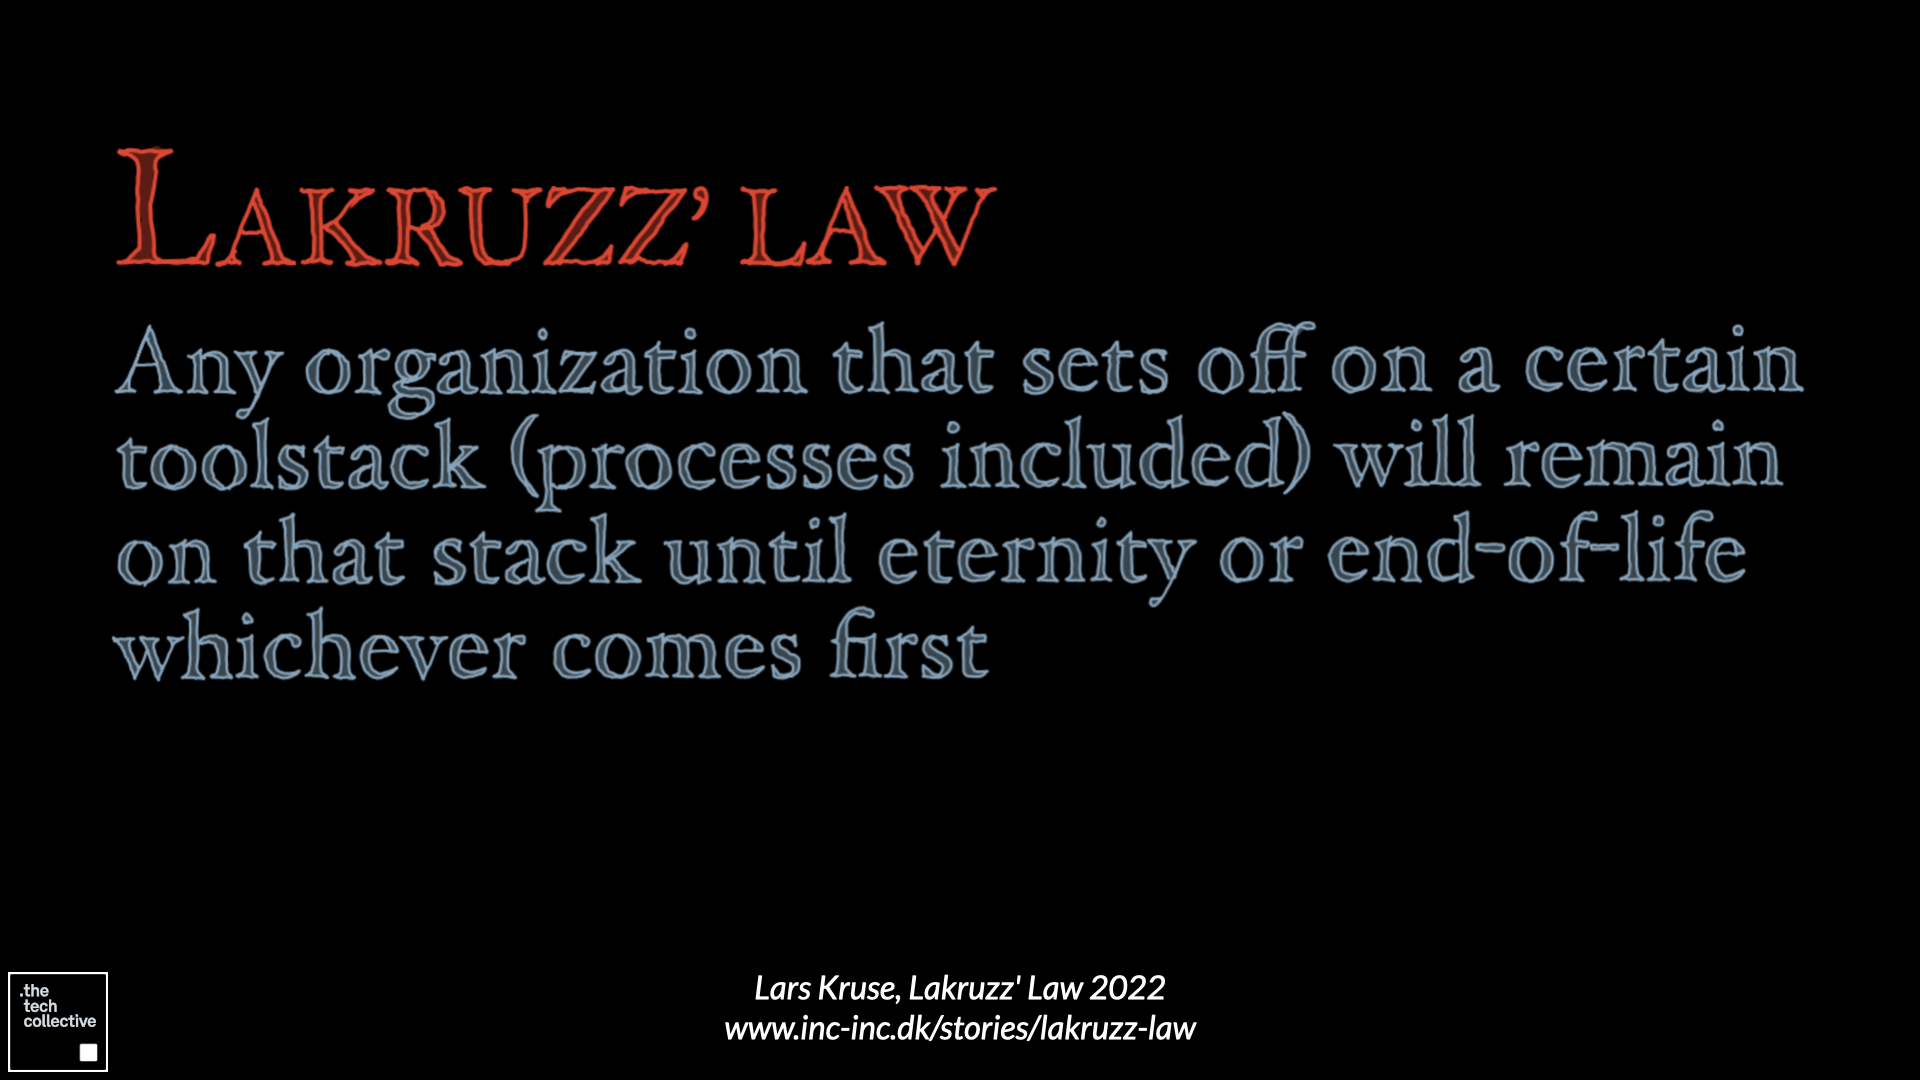 LAKRUZZ’ LAW
Any organization that sets off on a certain
toolstack (processes included) will remain
on that stack until eternity or end-of-life
whichever comes first
Lars Kruse, Lakruzz' Law 2022
www.inc-inc.dk/stories/lakruzz-law
.the
tech
collective